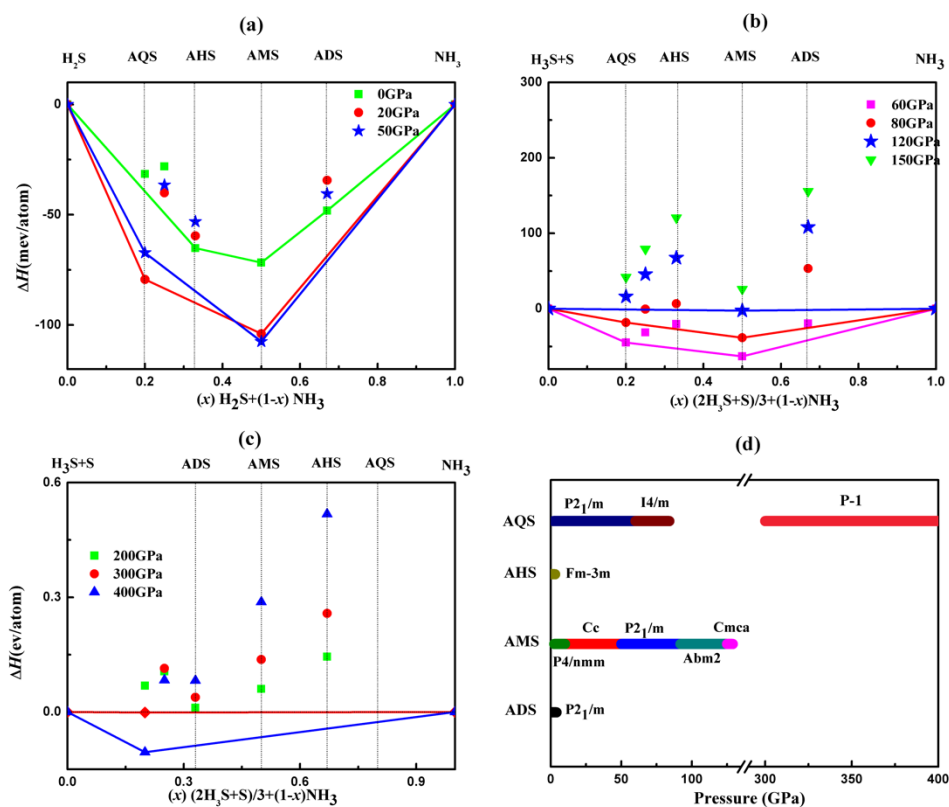 (a)
H2S AQS AHS AMS ADS NH3
0
-50
-100
ΔH(mev/atom)
0GPa
20GPa
50GPa
0.0 0.2 0.4 0.6 0.8 1.0
(x) H2S+(1-x) NH3
(b)
H3S+S AQS AHS AMS ADS NH3
300
200
100
0
ΔH(meV/atom)
60GPa
80GPa
120GPa
150GPa
0.0 0.2 0.4 0.6 0.8 1.0
(x) (2H3S+S)/3+(1-x)NH3
(c)
H3S+S ADS AMS AHS AQS NH3
0.6
0.3
0.0
ΔH(ev/atom)
200GPa
300GPa
400GPa
0.0 0.3 0.6 0.9
(x) (2H3S+S)/3+(1-x)NH3
(d)
AQS
P21/m I4/m P-1
AHS
Fm-3m
AMS
Cc P21/m Cmca
P4/nmm Abm2
ADS
P21/m
0 50 100 300 350 400
Pressure (GPa)